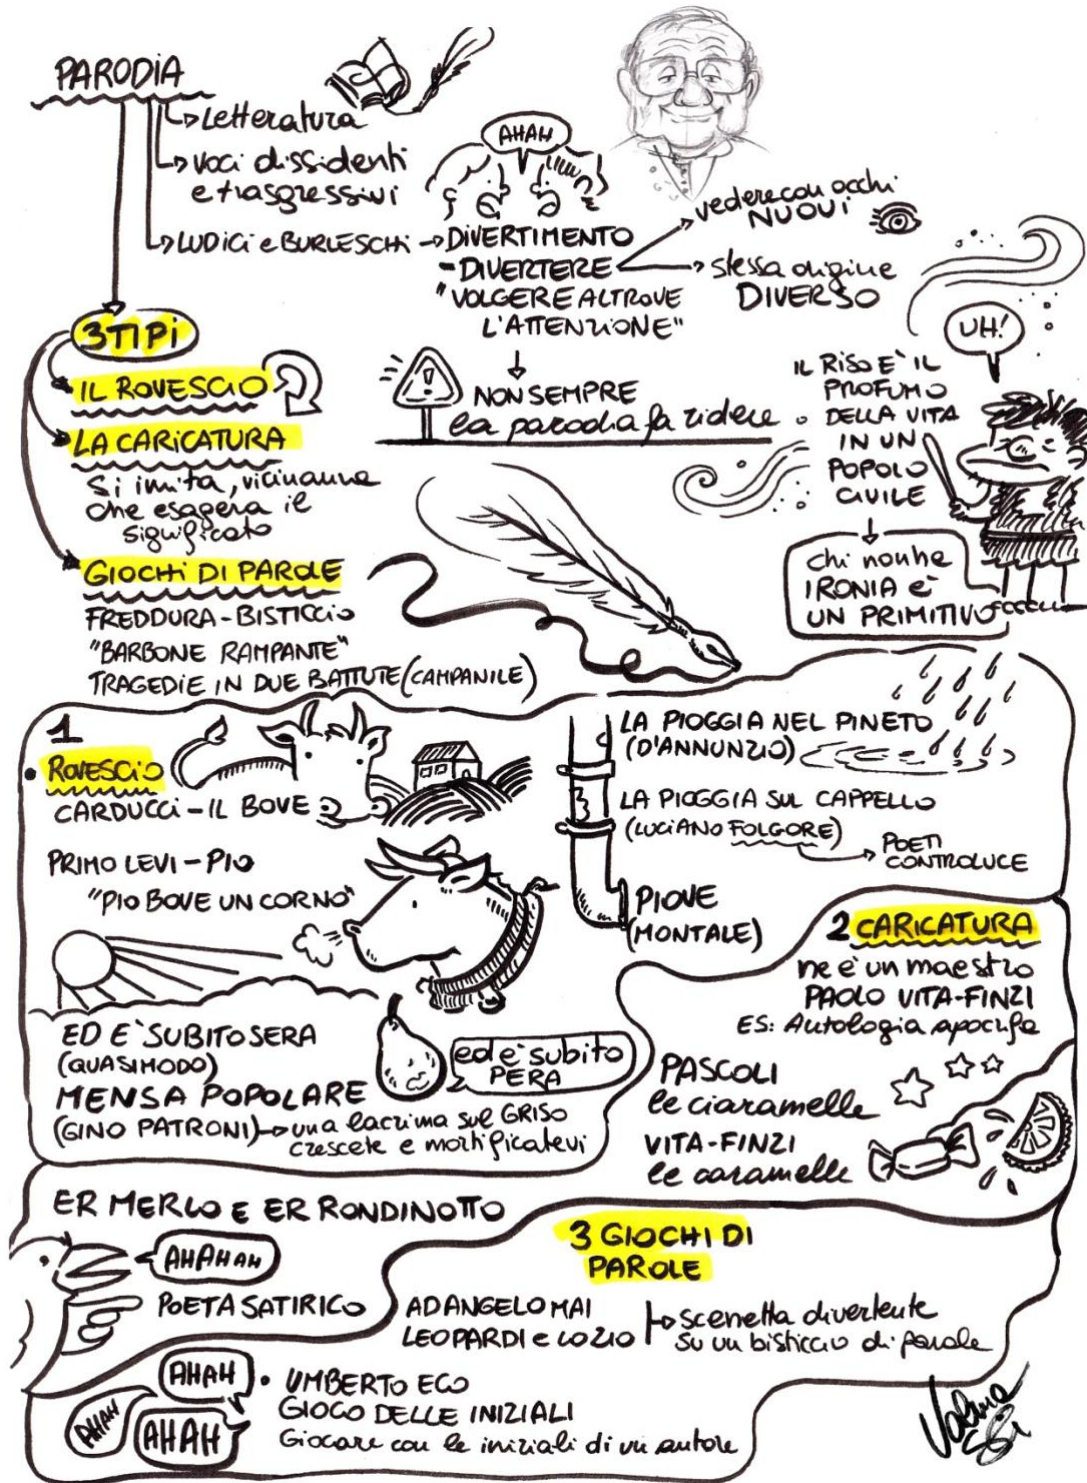 PARODIA
Letteratura
voci dissidenti
e trasgressivi
LUDICI e BURLESCHI
AHAH
DIVERTIMENTO
- DIVERTERE
"VOLGERE ALTROVE
L'ATTENZIONE"
vedere con occhi
NUOVI
stessa origine
DIVERSO
NON SEMPRE
la parodia fa ridere
UH!
IL RISO E' IL
PROFUMO
DELLA VITA
IN UN
POPOLO
CIVILE
chi non ha
IRONIA e'
UN PRIMITIVO
3 TIPI
IL ROVESCIO
LA CARICATURA
Si imita, vicinanza
che esagera il
significato
GIOCHI DI PAROLE
FREDDURA - BISTICCIO
"BARBONE RAMPANTE"
TRAGEDIE IN DUE BATTUTE (CAMPANILE)
1
ROVESCIO
CARDUCCI - IL BOVE
PRIMO LEVI - PIO
"PIO BOVE UN CORNO"
ED E' SUBITO SERA
(QUASIMODO)
MENSA POPOLARE
(GINO PATRONI) una lacrima sul GRISO
crescete e mortificatevi
ed e' subito
PERA
LA PIOGGIA NEL PINETO
(D'ANNUNZIO)
LA PIOGGIA SUL CAPPELLO
(LUCIANO FOLGORE)
POETI
CONTROLUCE
PIOVE
(MONTALE)
2 CARICATURA
ne è un maestro
PAOLO VITA-FINZI
ES: Antologia apocrifa
PASCOLI
le ciaramelle
VITA-FINZI
le caramelle
ER MERLO E ER RONDINOTTO
AHAHAH
POETA SATIRICO
3 GIOCHI DI
PAROLE
AD ANGELO MAI
LEOPARDI e LO ZIO
scenetta divertente
su un bisticcio di parole
AHAH
AHAH
AHAH
• UMBERTO ECO
GIOCO DELLE INIZIALI
Giocare con le iniziali di un autore